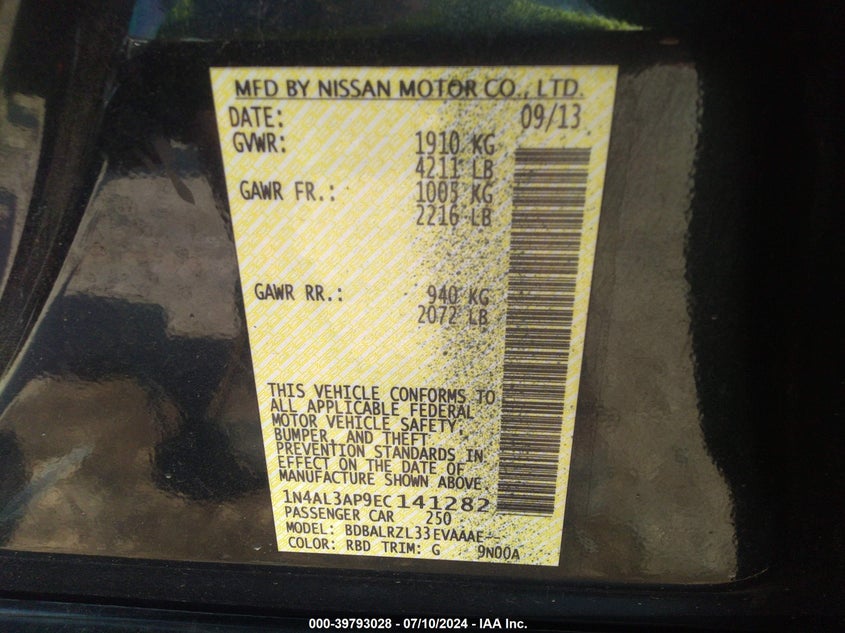 MFD BY NISSAN MOTOR CO., LTD.
DATE: 09/13
GVWR: 1910 KG
4211 LB
GAWR FR.: 1005 KG
2216 LB
GAWR RR.: 940 KG
2072 LB
THIS VEHICLE CONFORMS TO
ALL APPLICABLE FEDERAL
MOTOR VEHICLE SAFETY,
BUMPER, AND THEFT
PREVENTION STANDARDS IN
EFFECT ON THE DATE OF
MANUFACTURE SHOWN ABOVE
1N4AL3AP9EC141282
PASSENGER CAR 250
MODEL: BDBALRZL33EVAAAE--
COLOR: RBD TRIM: G 9N00A
000-39793028 - 07/10/2024 - IAA Inc.